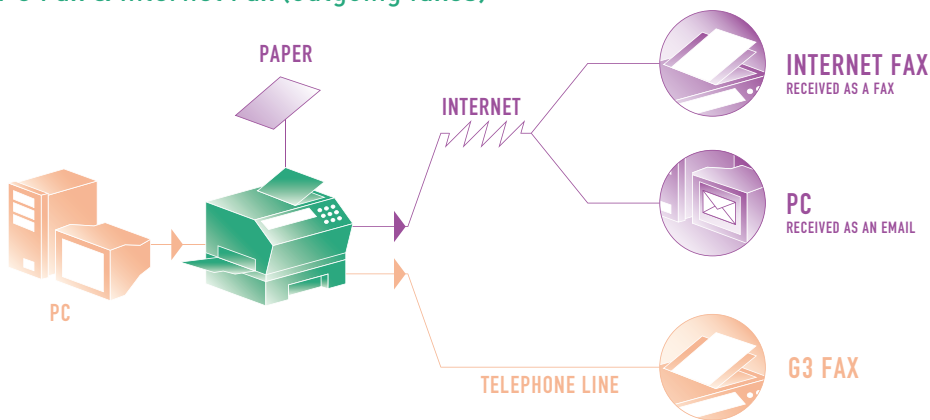 PAPER
INTERNET
INTERNET FAX
RECEIVED AS A FAX
PC
RECEIVED AS AN EMAIL
PC
TELEPHONE LINE
G3 FAX